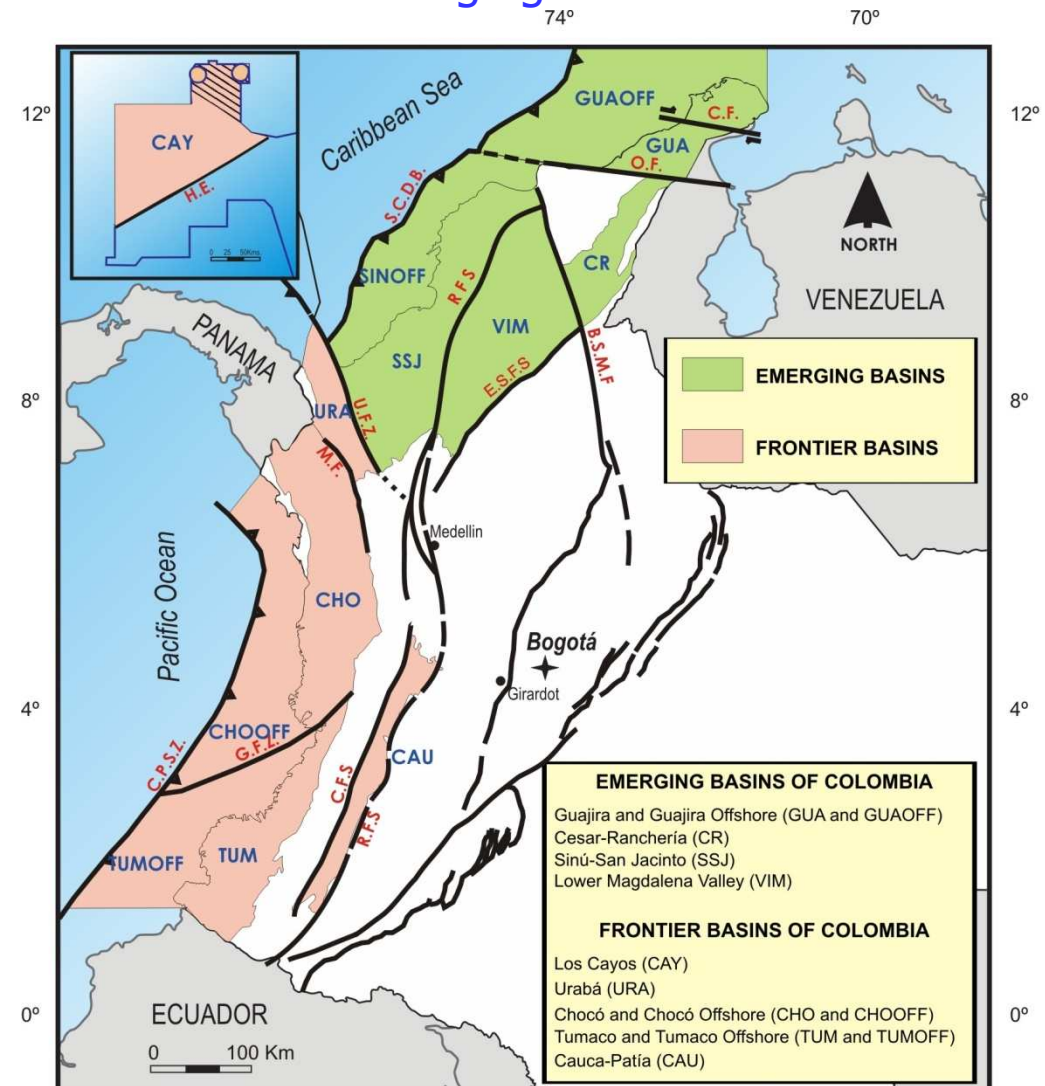 74º 70º
12º
12º
8º
8º
4º
4º
0º
0º
CAY
H.E.
0 25 50Kms.
Caribbean Sea
GUAOFF
C.F.
GUA
O.F.
S.C.D.B.
SINOFF
R.F.S
CR
VIM
SSJ
E.S.F.S
B.S.M.F
NORTH
VENEZUELA
PANAMA
URA
U.F.Z.
M.F.
EMERGING BASINS
FRONTIER BASINS
Medellin
Pacific Ocean
CHO
Bogotá
Girardot
CHOOFF
G.F.Z.
C.P.S.Z.
CAU
C.F.S
R.F.S
TUMOFF
TUM
ECUADOR
0 100 Km
EMERGING BASINS OF COLOMBIA
Guajira and Guajira Offshore (GUA and GUAOFF)
Cesar-Ranchería (CR)
Sinú-San Jacinto (SSJ)
Lower Magdalena Valley (VIM)
FRONTIER BASINS OF COLOMBIA
Los Cayos (CAY)
Urabá (URA)
Chocó and Chocó Offshore (CHO and CHOOFF)
Tumaco and Tumaco Offshore (TUM and TUMOFF)
Cauca-Patía (CAU)